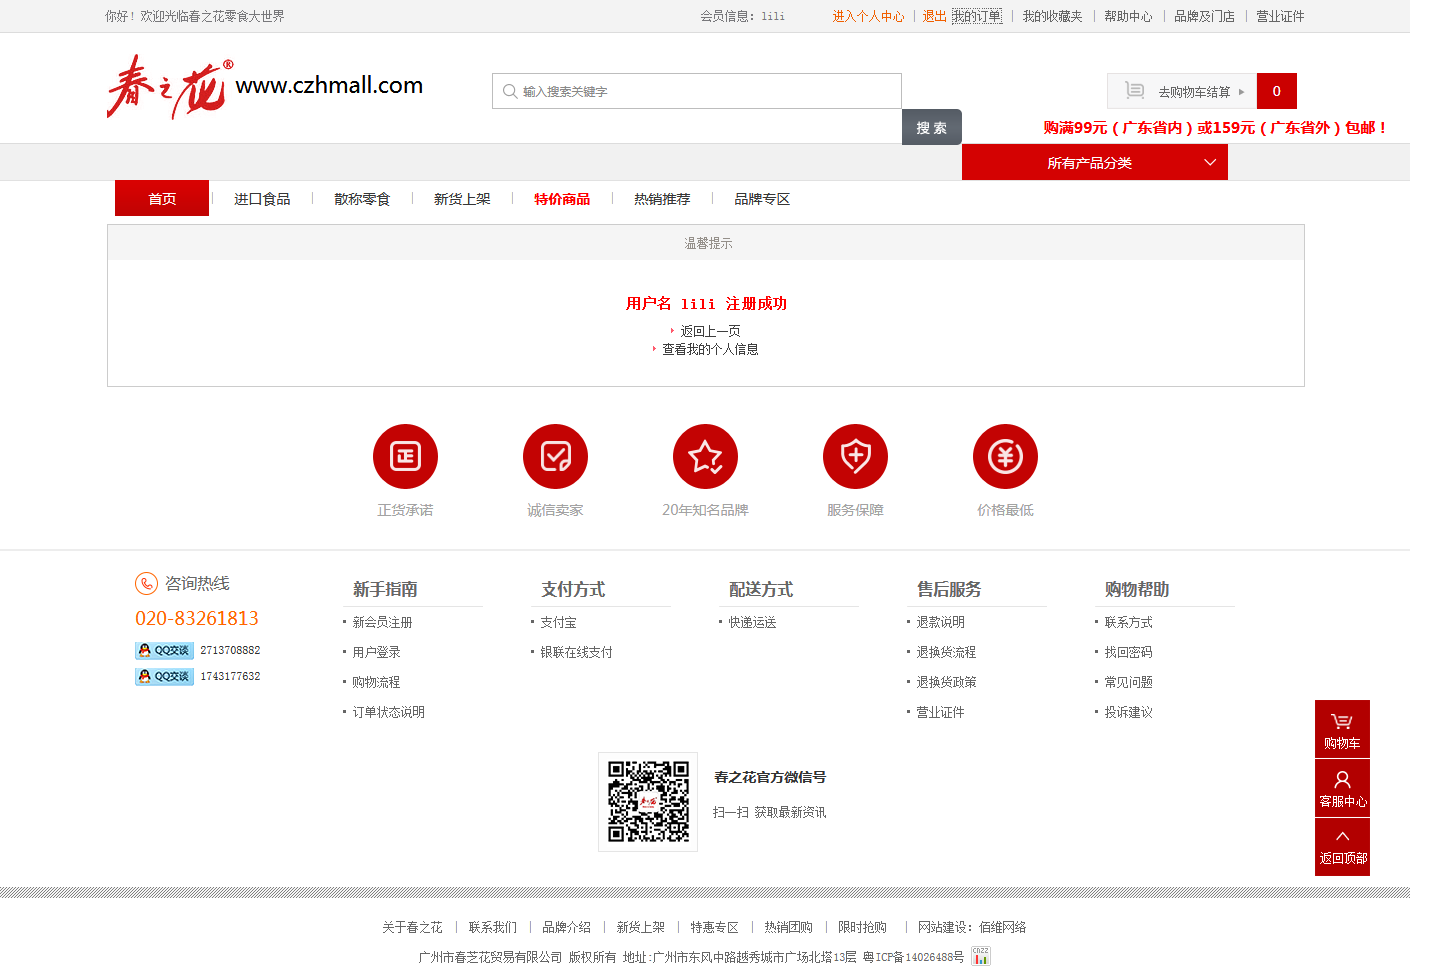 你好！欢迎光临春之花零食大世界
会员信息：lili 进入个人中心 | 退出 我的订单 | 我的收藏夹 | 帮助中心 | 品牌及门店 | 营业证件
春之花® www.czhmall.com
输入搜索关键字
搜 索
去购物车结算 0
购满99元（广东省内）或159元（广东省外）包邮！
所有产品分类
首页 | 进口食品 | 散称零食 | 新货上架 | 特价商品 | 热销推荐 | 品牌专区
温馨提示
用户名 lili 注册成功
返回上一页
查看我的个人信息
正
正货承诺 诚信卖家 20年知名品牌 服务保障 价格最低
咨询热线
020-83261813
QQ交谈 2713708882
QQ交谈 1743177632
新手指南
新会员注册
用户登录
购物流程
订单状态说明
支付方式
支付宝
银联在线支付
配送方式
快递运送
售后服务
退款说明
退换货流程
退换货政策
营业证件
购物帮助
联系方式
找回密码
常见问题
投诉建议
购物车
客服中心
返回顶部
春之花
春之花官方微信号
扫一扫 获取最新资讯
关于春之花 | 联系我们 | 品牌介绍 | 新货上架 | 特惠专区 | 热销团购 | 限时抢购 | 网站建设：佰维网络
广州市春芝花贸易有限公司 版权所有 地址:广州市东风中路越秀城市广场北塔13层 粤ICP备14026488号 CNZZ